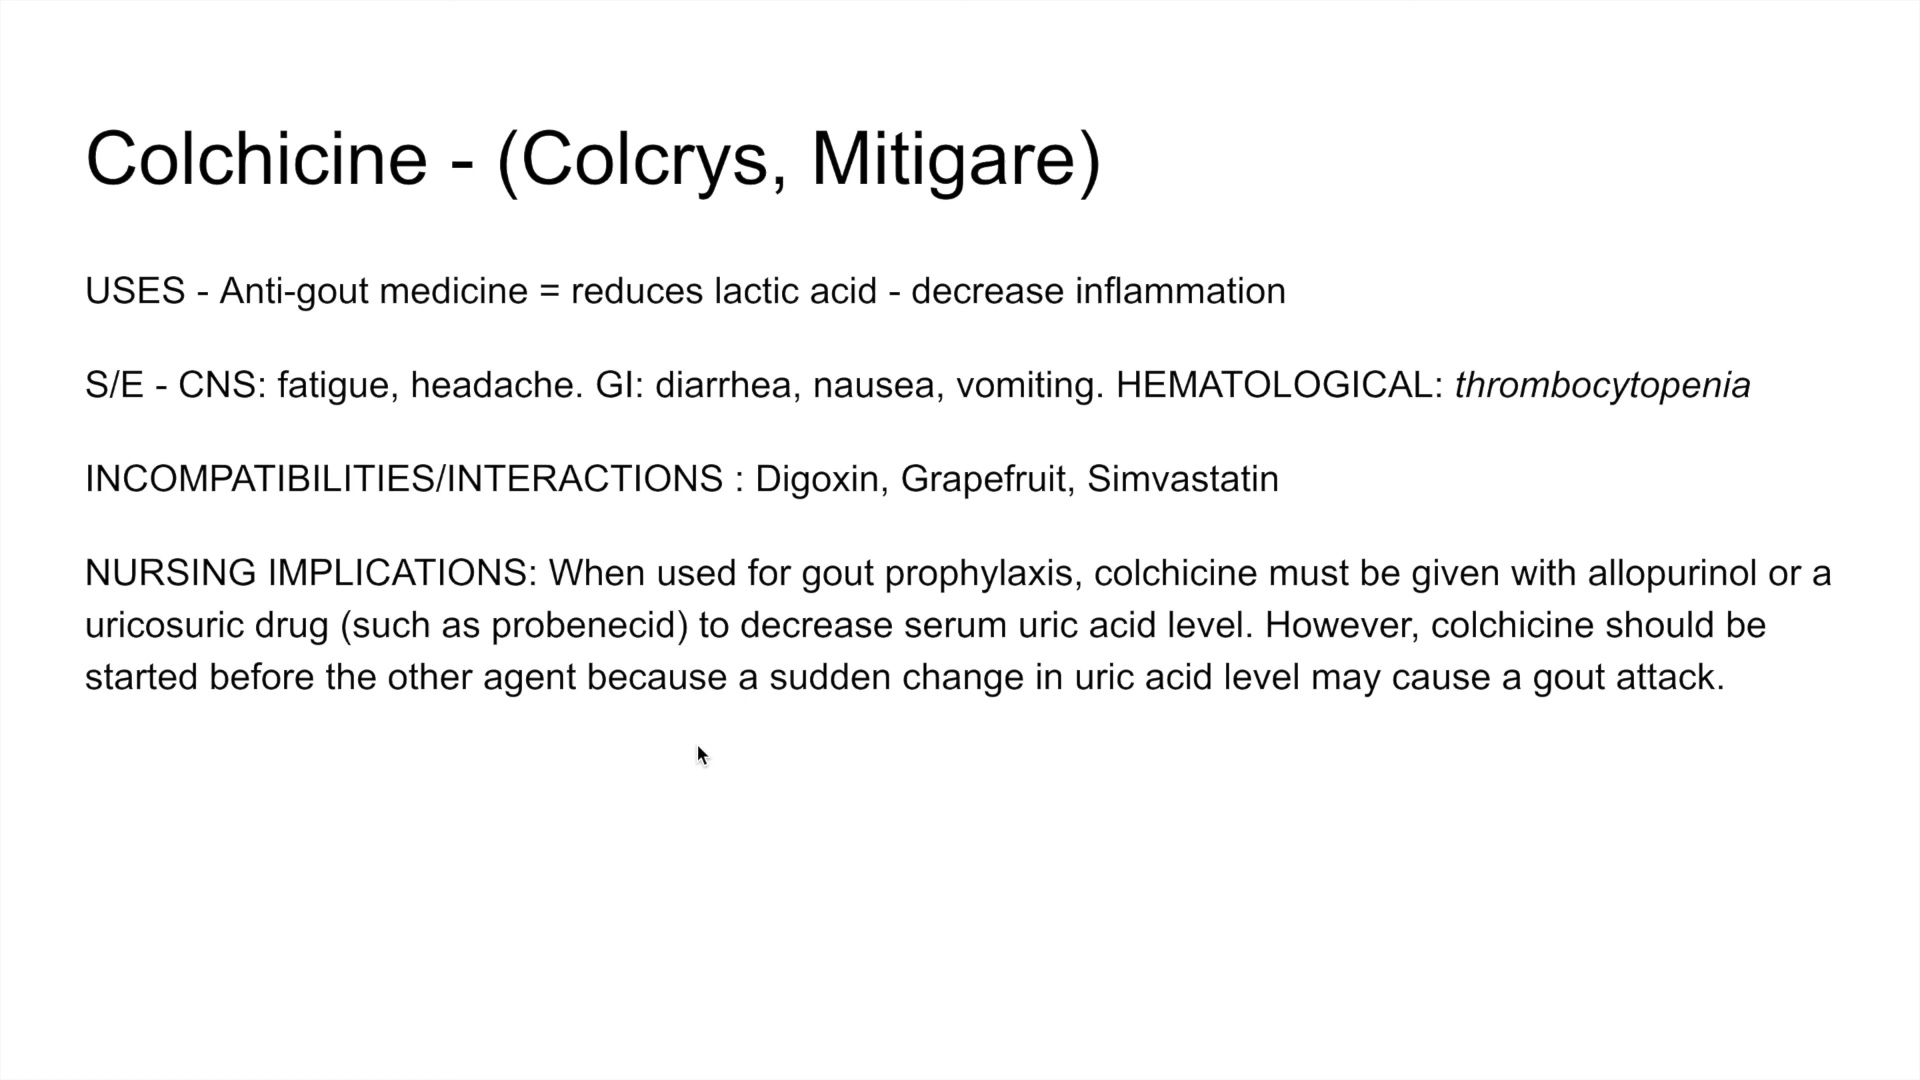 Colchicine - (Colcrys, Mitigare)
USES - Anti-gout medicine = reduces lactic acid - decrease inflammation
S/E - CNS: fatigue, headache. GI: diarrhea, nausea, vomiting. HEMATOLOGICAL: thrombocytopenia
INCOMPATIBILITIES/INTERACTIONS : Digoxin, Grapefruit, Simvastatin
NURSING IMPLICATIONS: When used for gout prophylaxis, colchicine must be given with allopurinol or a
uricosuric drug (such as probenecid) to decrease serum uric acid level. However, colchicine should be
started before the other agent because a sudden change in uric acid level may cause a gout attack.